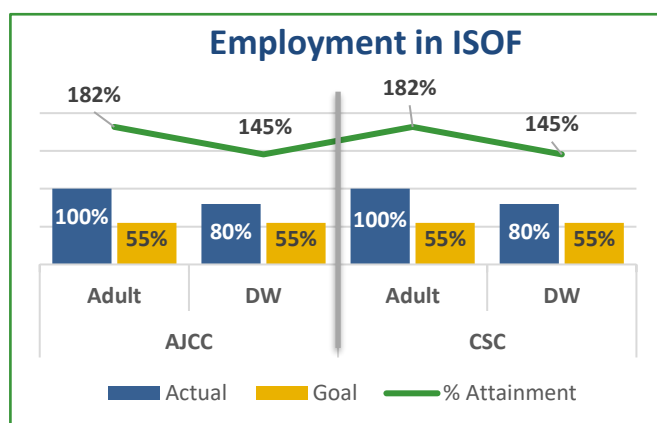 Employment in ISOF
182% 145% 182% 145%
100% 55% 80% 55% 100% 55% 80% 55%
Adult DW Adult DW
AJCC CSC
Actual Goal % Attainment